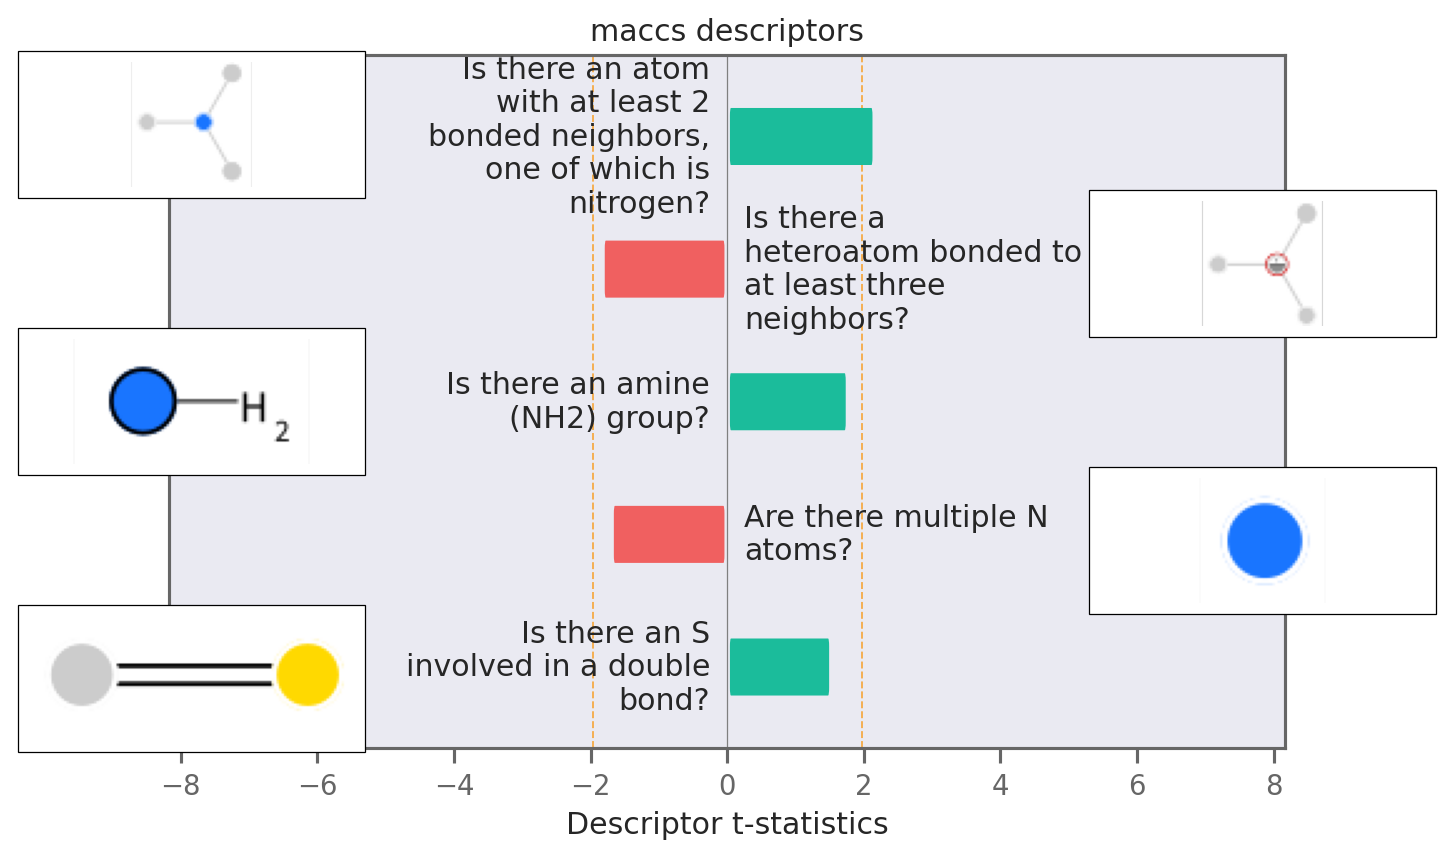 maccs descriptors
Is there an atom
with at least 2
bonded neighbors,
one of which is
nitrogen?
Is there a
heteroatom bonded to
at least three
neighbors?
Is there an amine
(NH2) group?
H
2
Are there multiple N
atoms?
Is there an S
involved in a double
bond?
−8 −6 −4 −2 0 2 4 6 8
Descriptor t-statistics